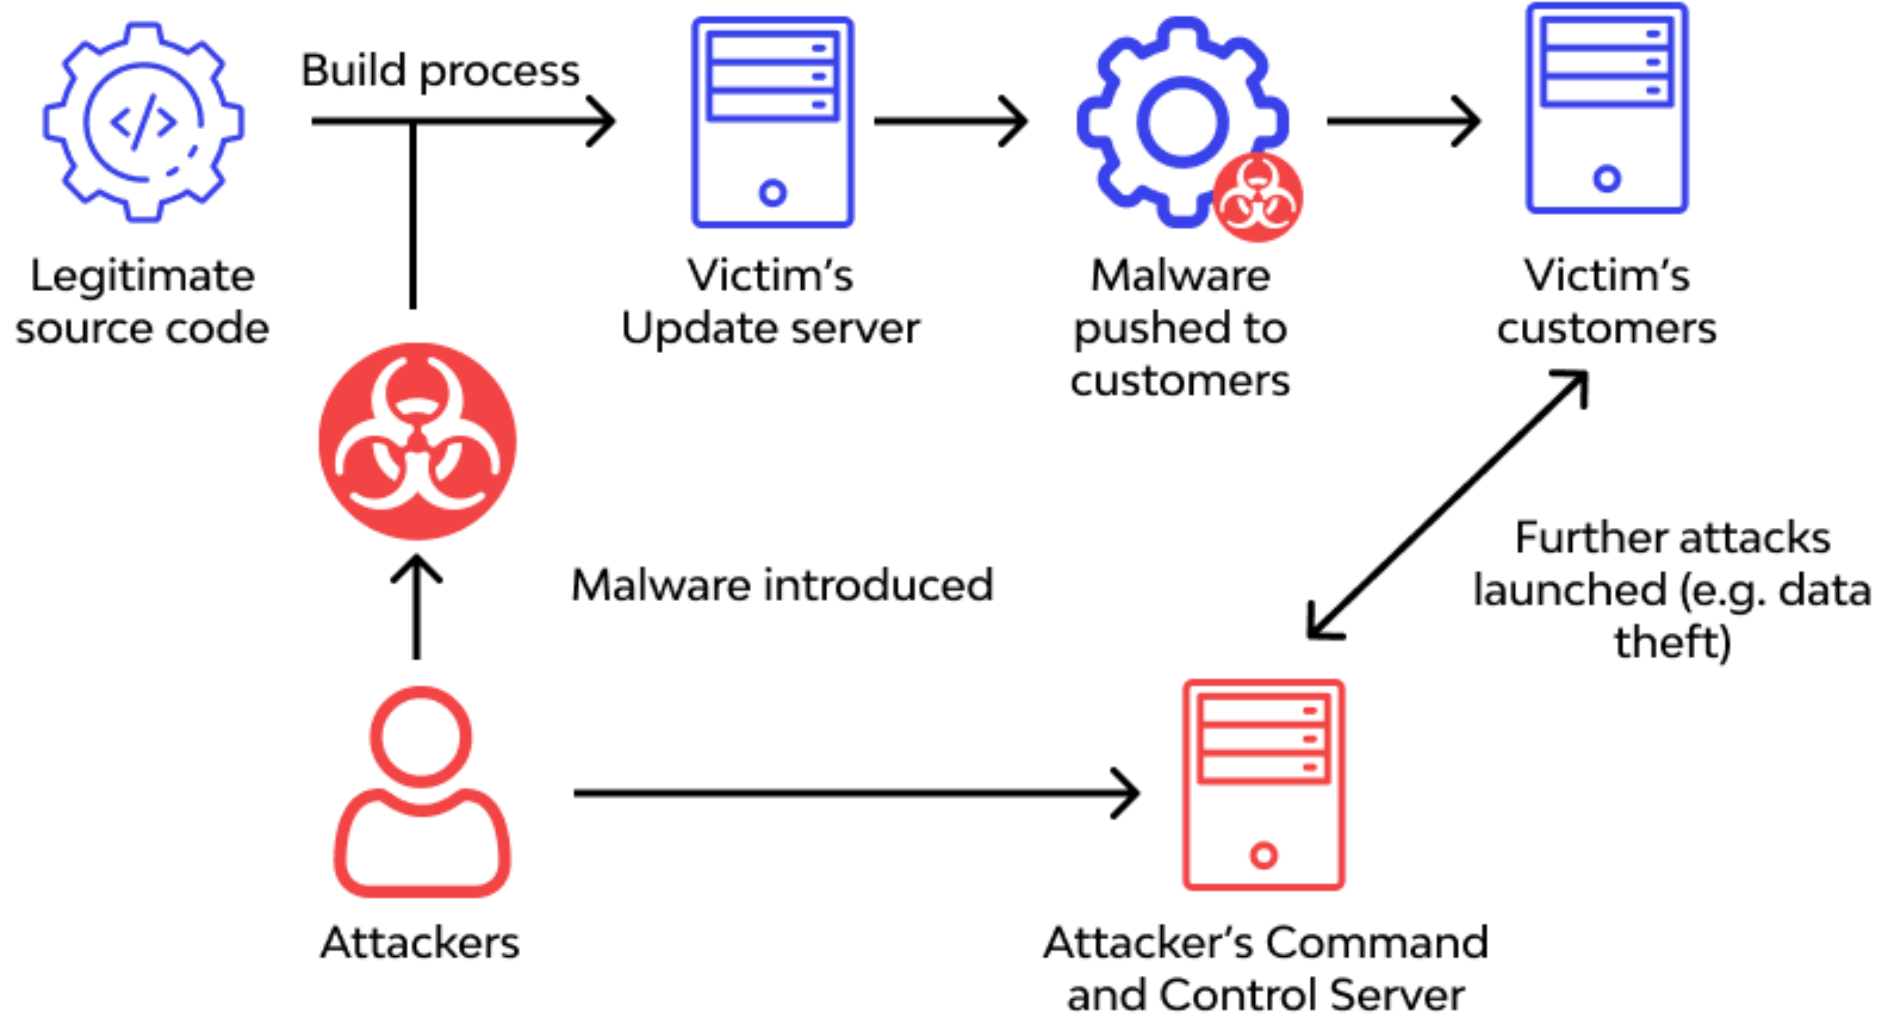 Build process
Legitimate
source code
Victim's
Update server
Malware
pushed to
customers
Victim's
customers
Malware introduced
Further attacks
launched (e.g. data
theft)
Attackers
Attacker's Command
and Control Server